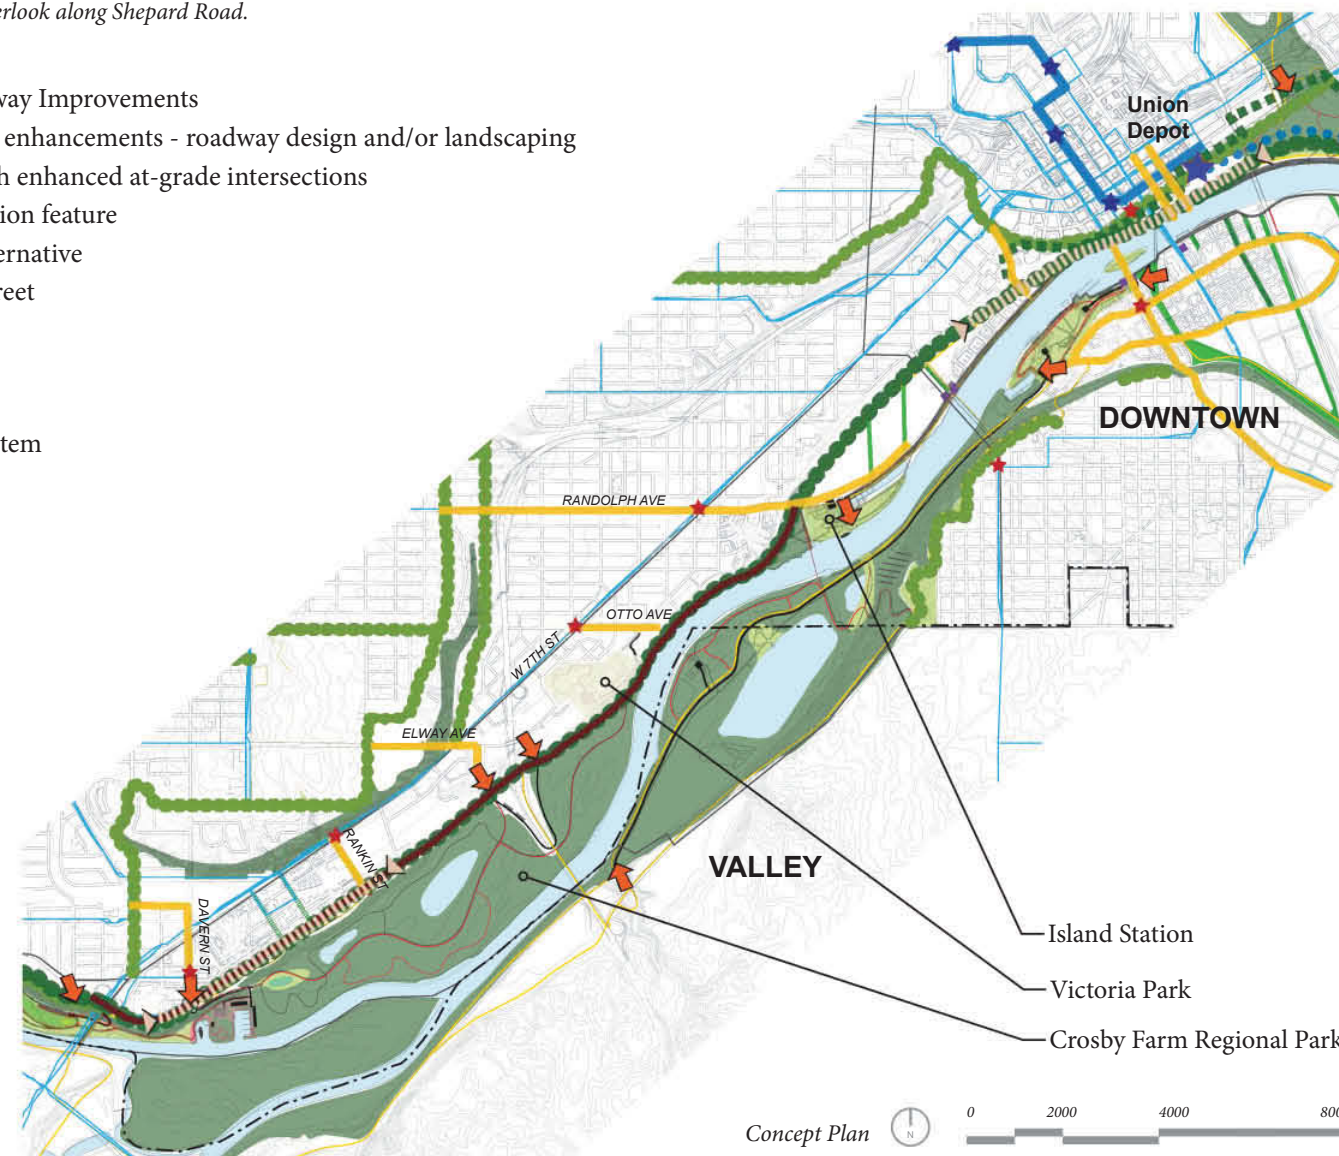 erlook along Shepard Road.
way Improvements
enhancements - roadway design and/or landscaping
h enhanced at-grade intersections
ion feature
ernative
reet
tem
Union
Depot
DOWNTOWN
RANDOLPH AVE
OTTO AVE
W 7TH ST
ELWAY AVE
RANKIN ST
DAVERN ST
VALLEY
Island Station
Victoria Park
Crosby Farm Regional Park
Concept Plan
N
0 2000 4000 800